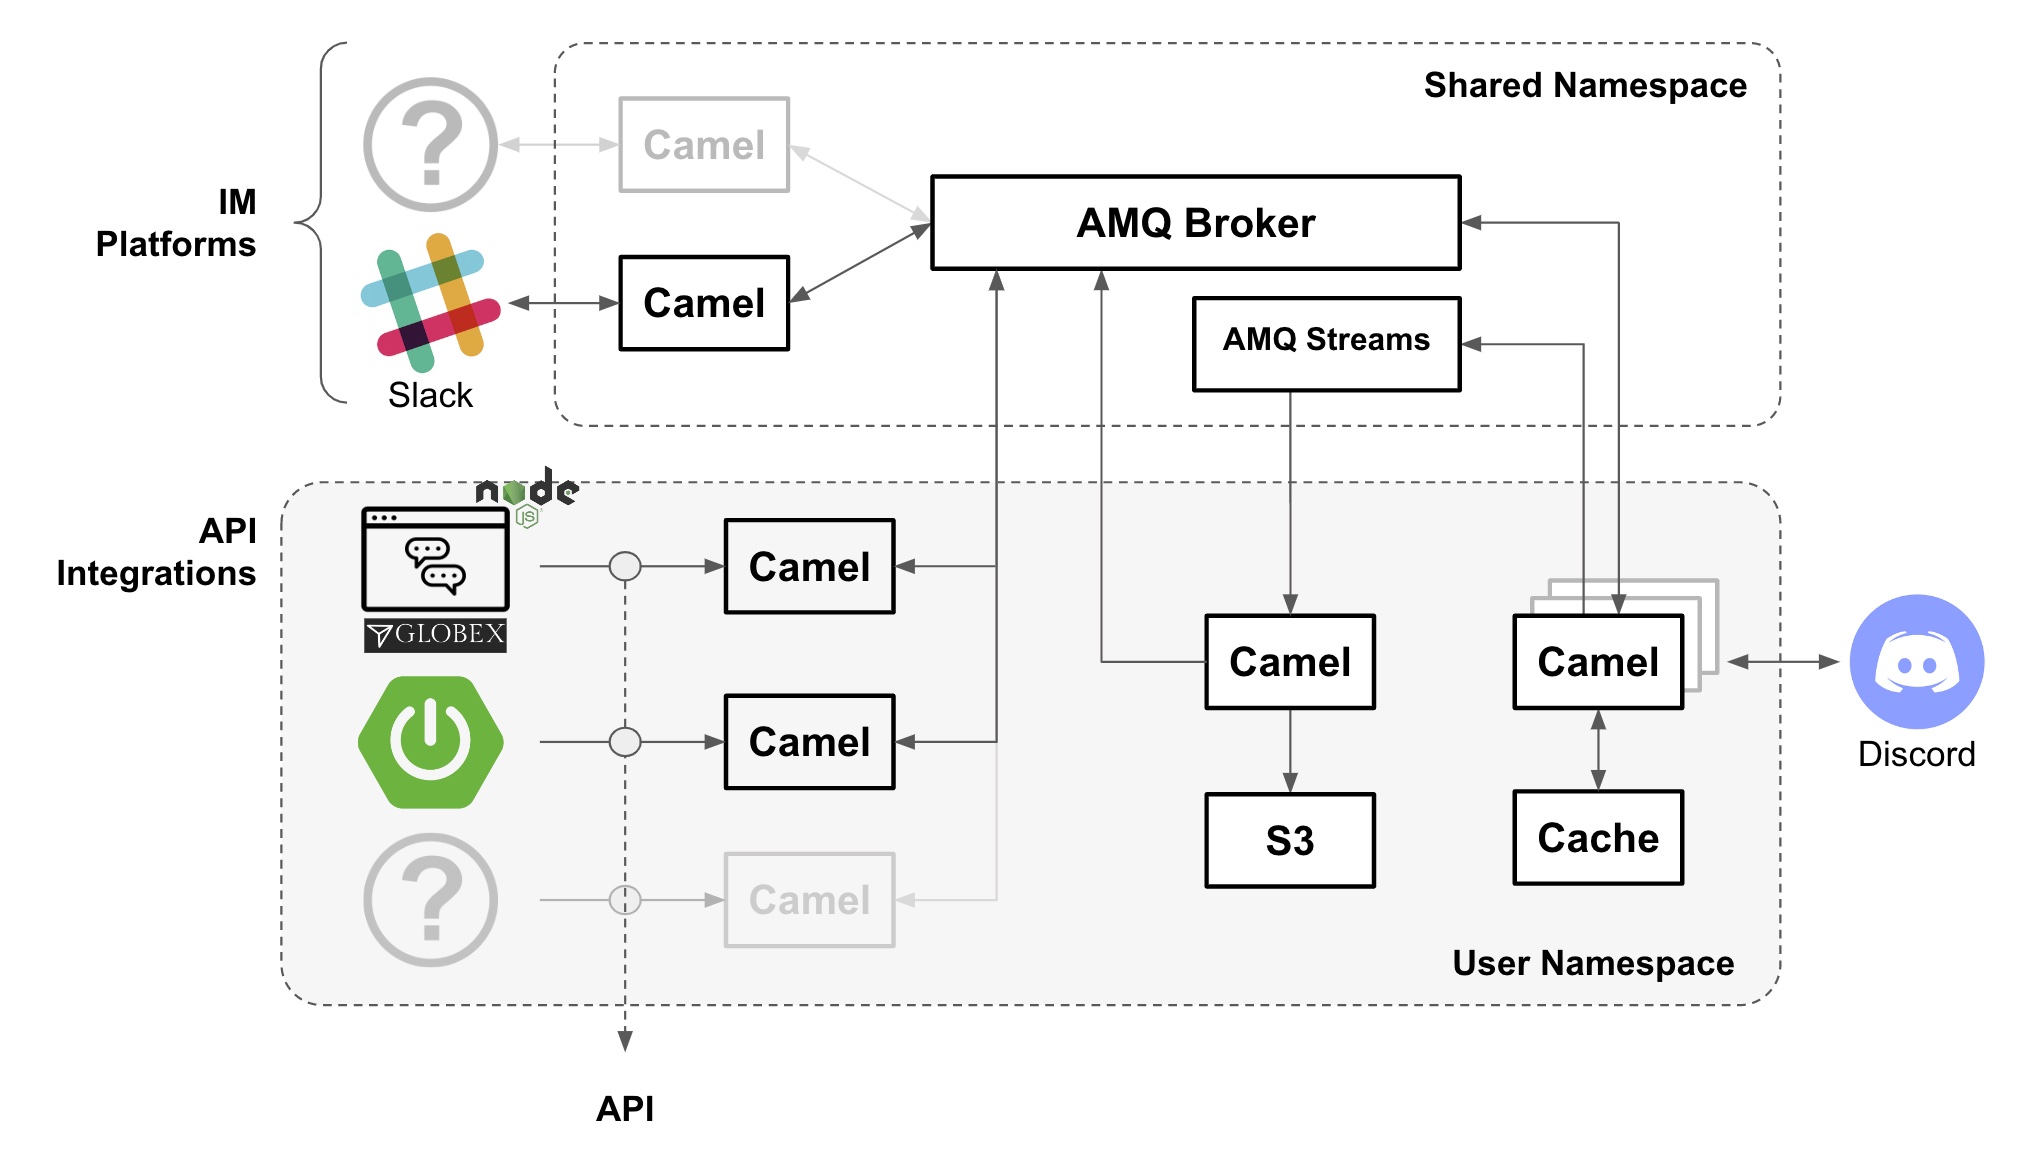 Shared Namespace
?
Camel
IM
Platforms
AMQ Broker
Camel
AMQ Streams
Slack
node
JS
API
Integrations
Camel
GLOBEX
Camel
Camel
Camel
Discord
S3
Cache
?
Camel
User Namespace
API